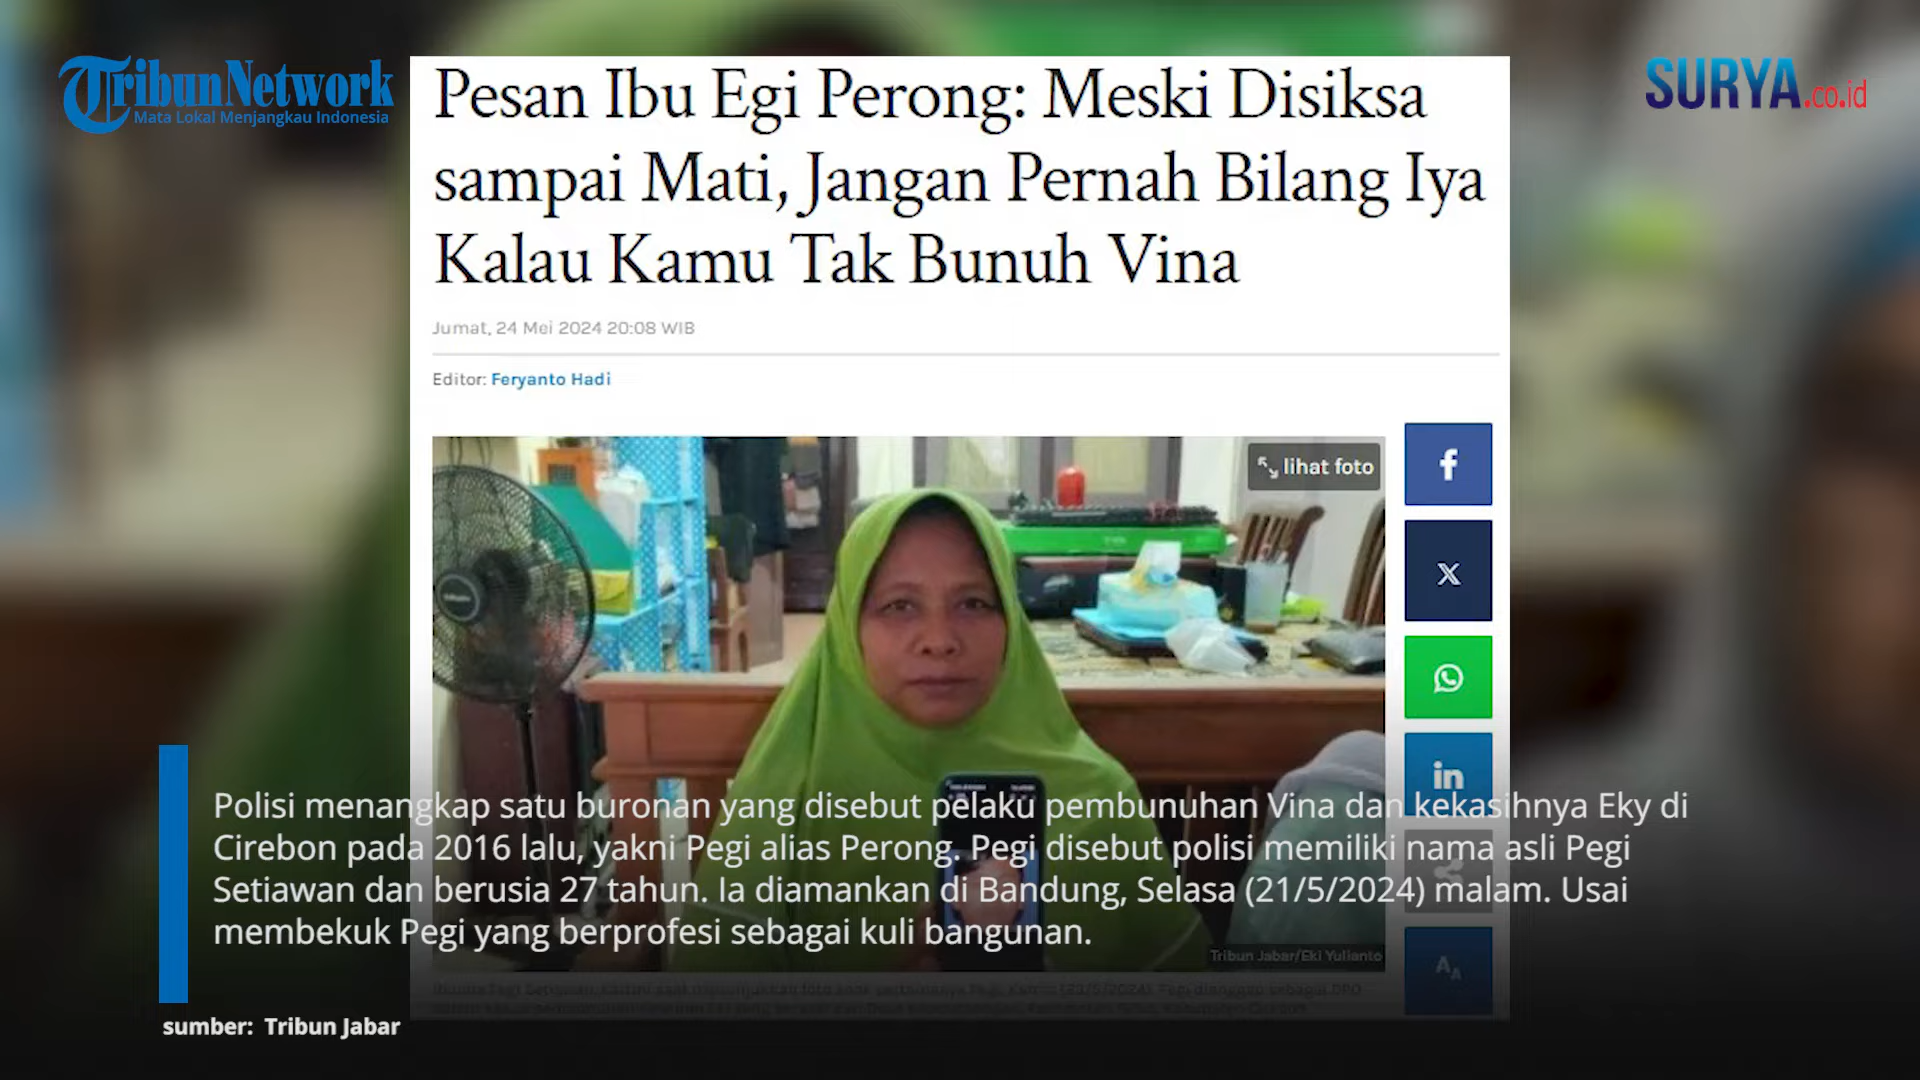 TribunNetwork
Mata Lokal Menjangkau Indonesia
SURYA.co.id
Pesan Ibu Egi Perong: Meski Disiksa
sampai Mati, Jangan Pernah Bilang Iya
Kalau Kamu Tak Bunuh Vina
Jumat, 24 Mei 2024 20:08 WIB
Editor: Feryanto Hadi
lihat foto
Polisi menangkap satu buronan yang disebut pelaku pembunuhan Vina dan kekasihnya Eky di
Cirebon pada 2016 lalu, yakni Pegi alias Perong. Pegi disebut polisi memiliki nama asli Pegi
Setiawan dan berusia 27 tahun. Ia diamankan di Bandung, Selasa (21/5/2024) malam. Usai
membekuk Pegi yang berprofesi sebagai kuli bangunan.
Tribun Jabar/Eki Yulianto
sumber: Tribun Jabar